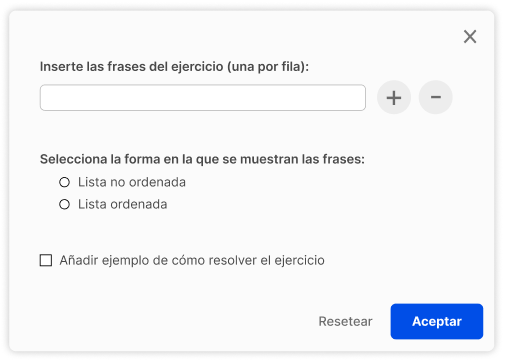 Inserte las frases del ejercicio (una por fila):
+ -
Selecciona la forma en la que se muestran las frases:
Lista no ordenada
Lista ordenada
Añadir ejemplo de cómo resolver el ejercicio
Resetear Aceptar